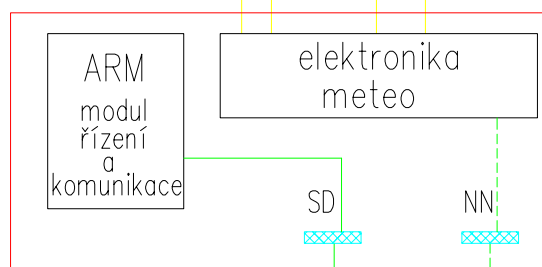 ARM
modul
řízení
a
komunikace
elektronika
meteo
SD
NN